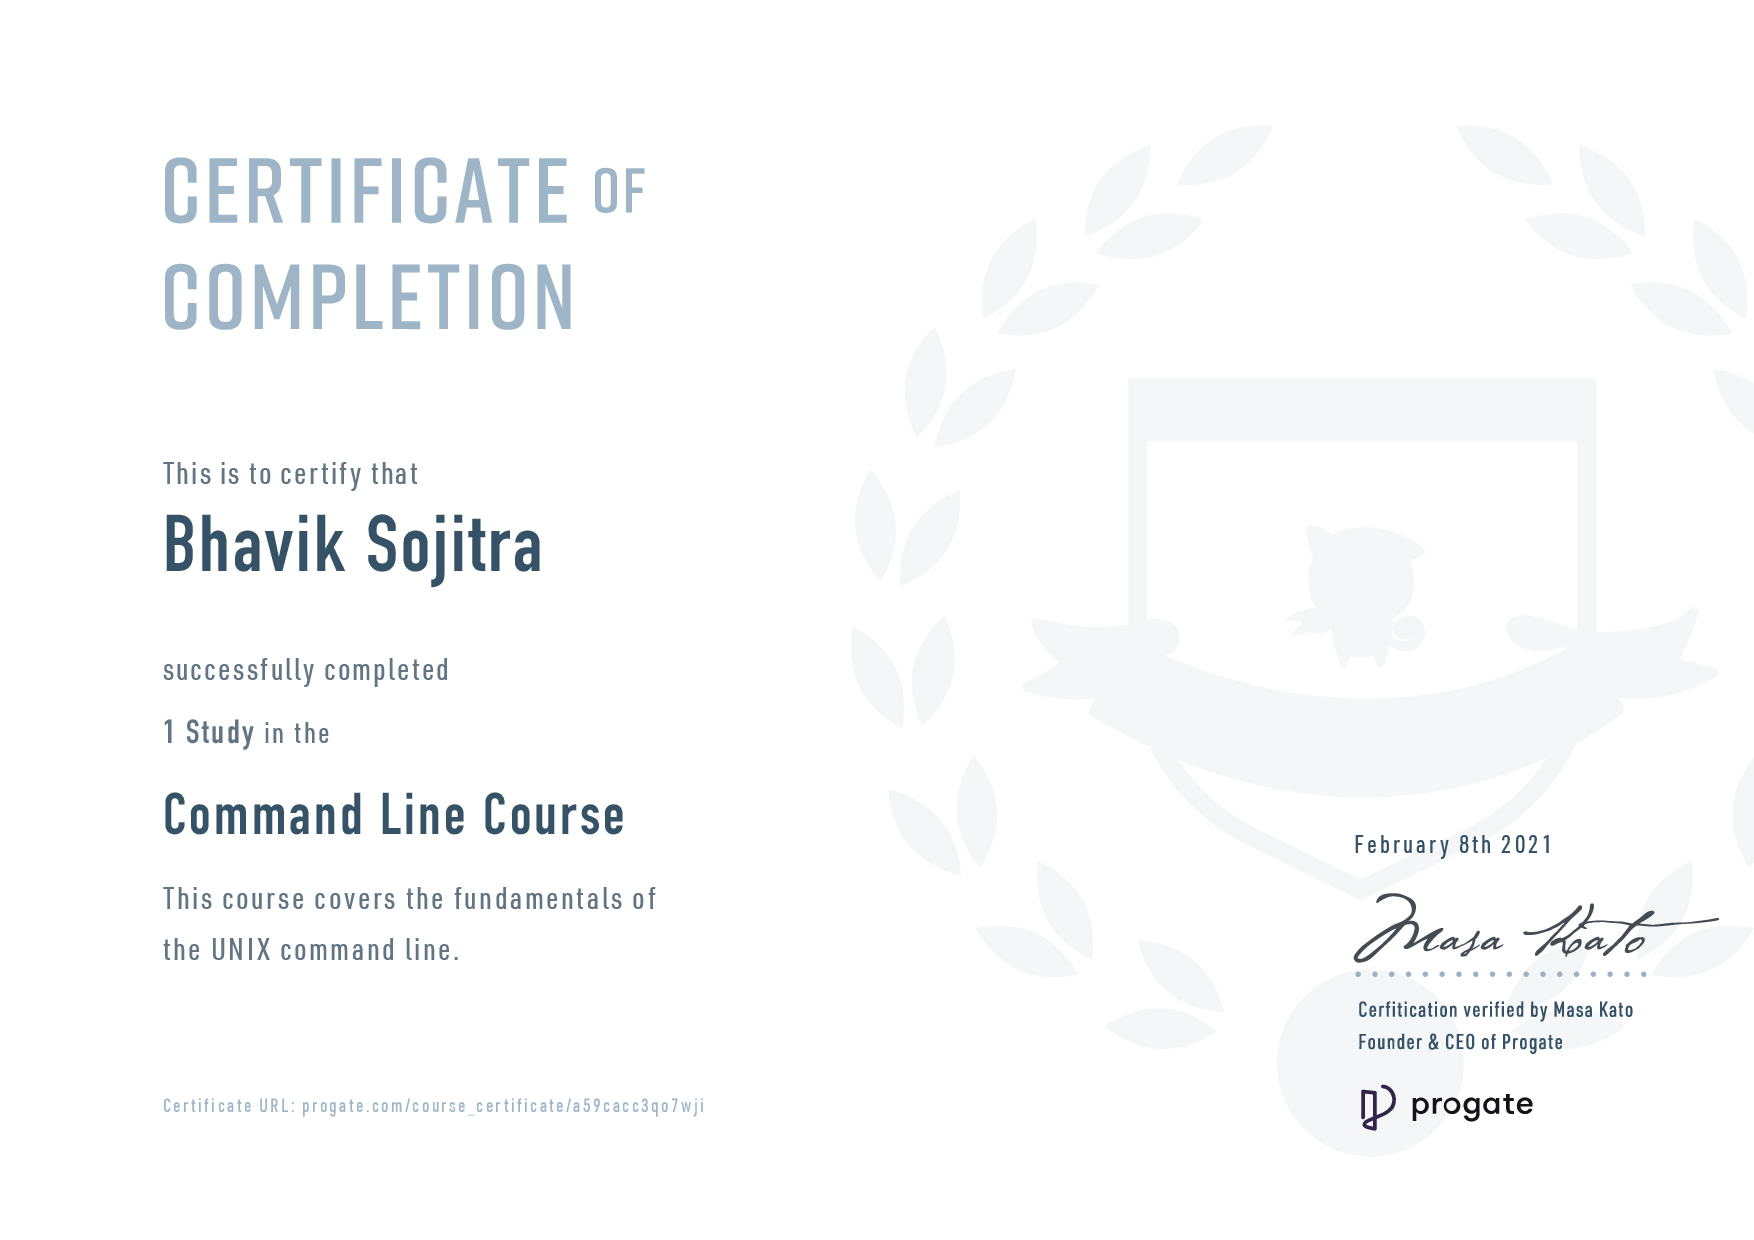 CERTIFICATE OF
COMPLETION
This is to certify that
Bhavik Sojitra
successfully completed
1 Study in the
Command Line Course
This course covers the fundamentals of
the UNIX command line.
Certificate URL: progate.com/course_certificate/a59cacc3qo7wji
February 8th 2021
Masa Kato
Cerfitication verified by Masa Kato
Founder & CEO of Progate
progate